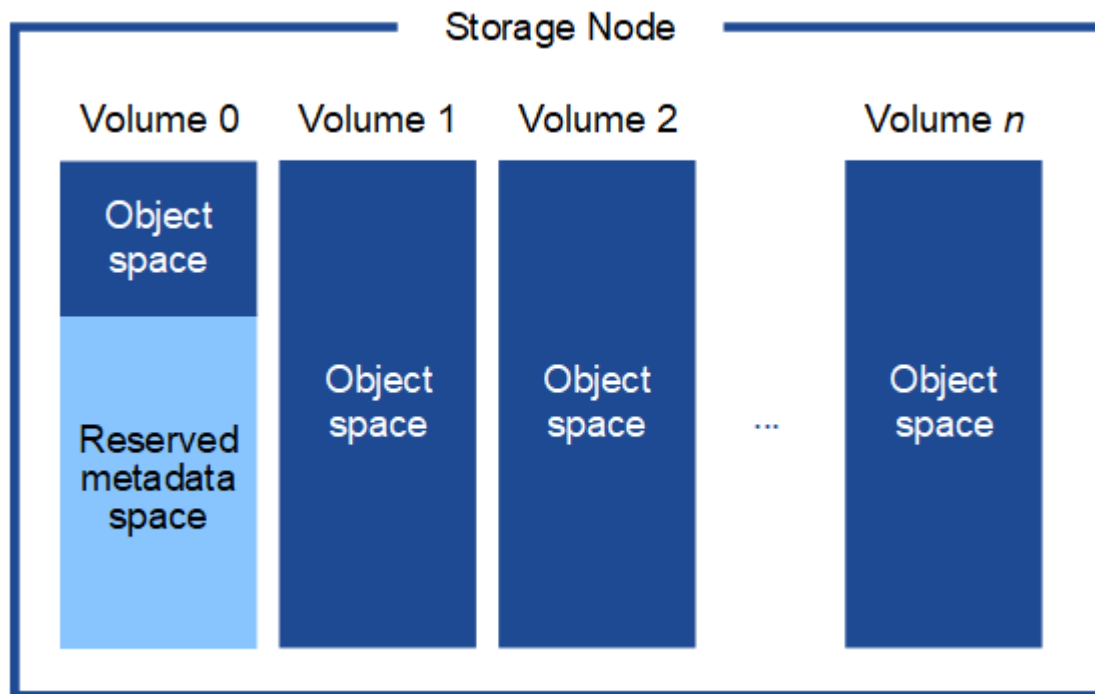 Storage Node
Volume 0
Volume 1
Volume 2
Volume n
Object
space
Reserved
metadata
space
Object
space
Object
space
...
Object
space